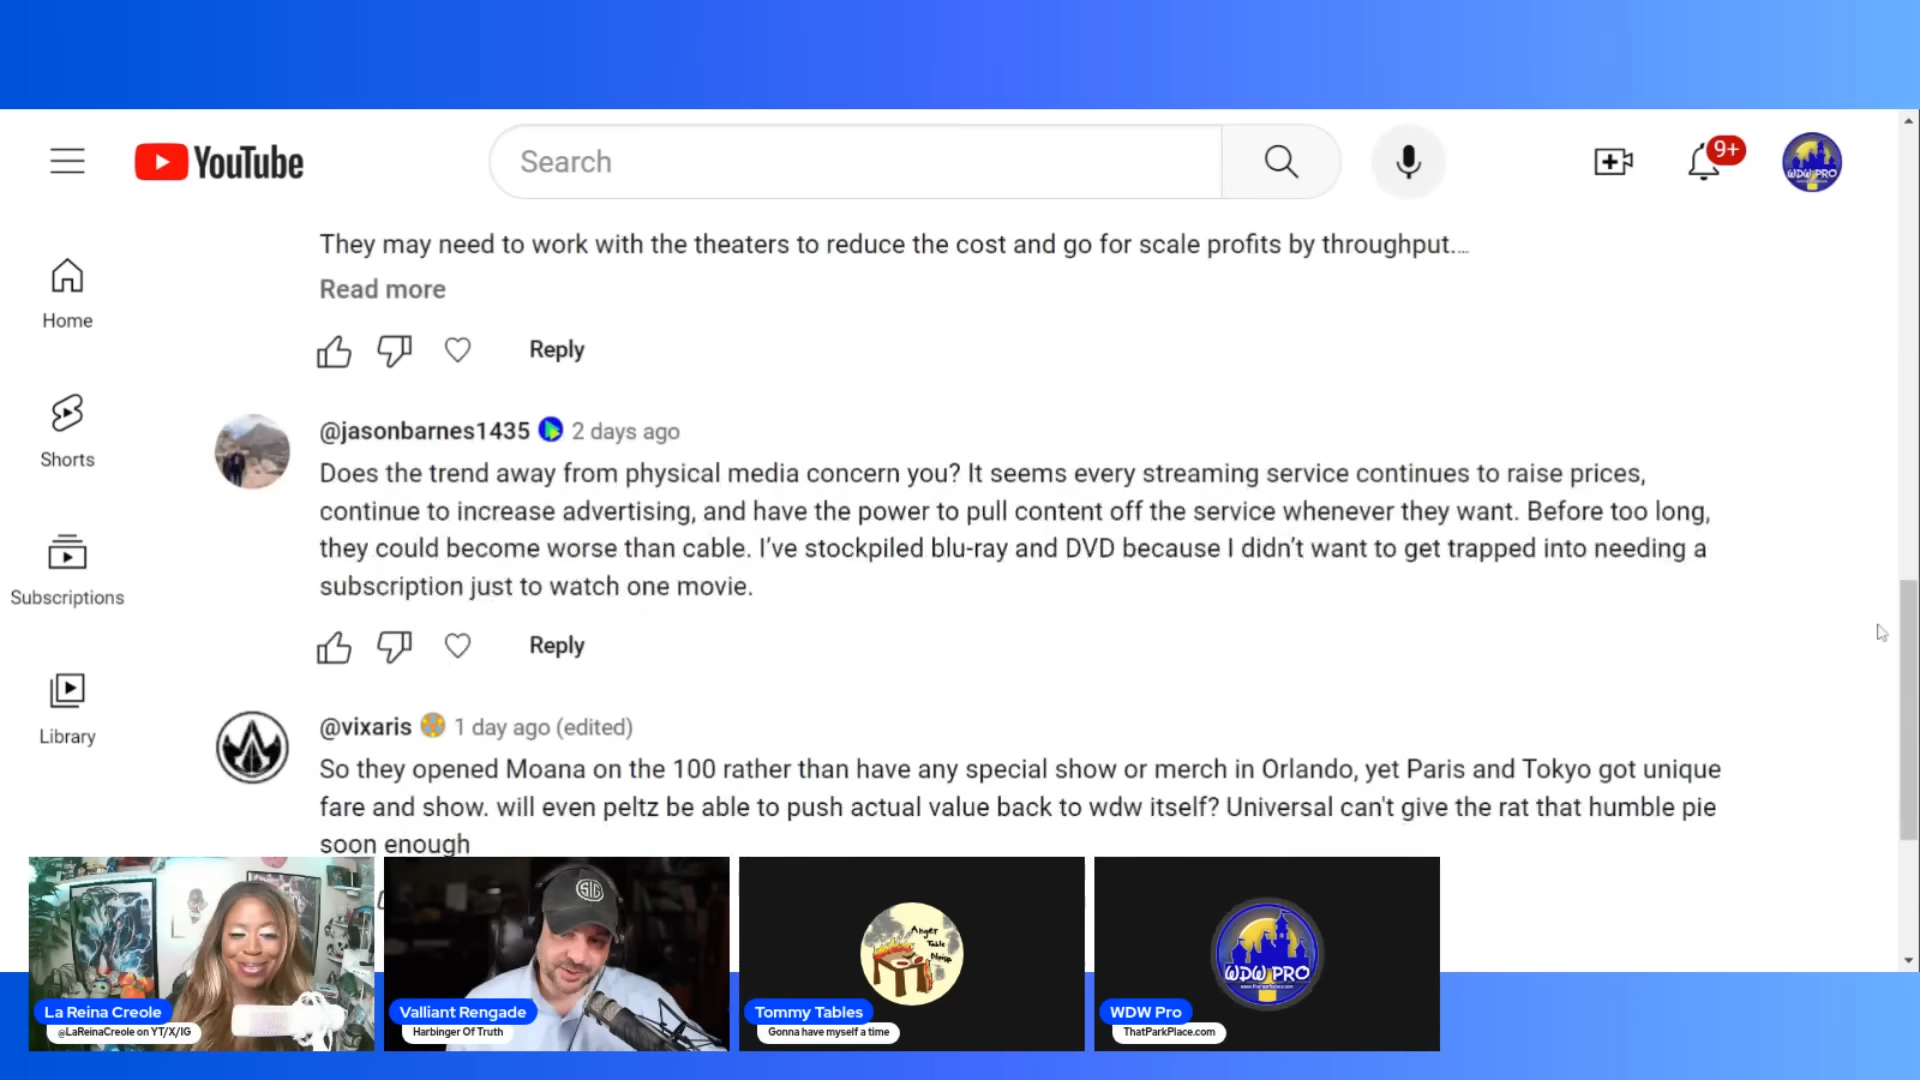 YouTube
Search
9+
WDW PRO
They may need to work with the theaters to reduce the cost and go for scale profits by throughput....
Read more
Home
Reply
Shorts
@jasonbarnes1435 2 days ago
Does the trend away from physical media concern you? It seems every streaming service continues to raise prices,
continue to increase advertising, and have the power to pull content off the service whenever they want. Before too long,
they could become worse than cable. I’ve stockpiled blu-ray and DVD because I didn’t want to get trapped into needing a
subscription just to watch one movie.
Subscriptions
Reply
Library
@vixaris 1 day ago (edited)
So they opened Moana on the 100 rather than have any special show or merch in Orlando, yet Paris and Tokyo got unique
fare and show. will even peltz be able to push actual value back to wdw itself? Universal can't give the rat that humble pie
soon enough
SIG
Anger
Table
Noise
WDW PRO
La Reina Creole
@LaReinaCreole on YT/X/IG
Valliant Rengade
Harbinger Of Truth
Tommy Tables
Gonna have myself a time
WDW Pro
ThatParkPlace.com